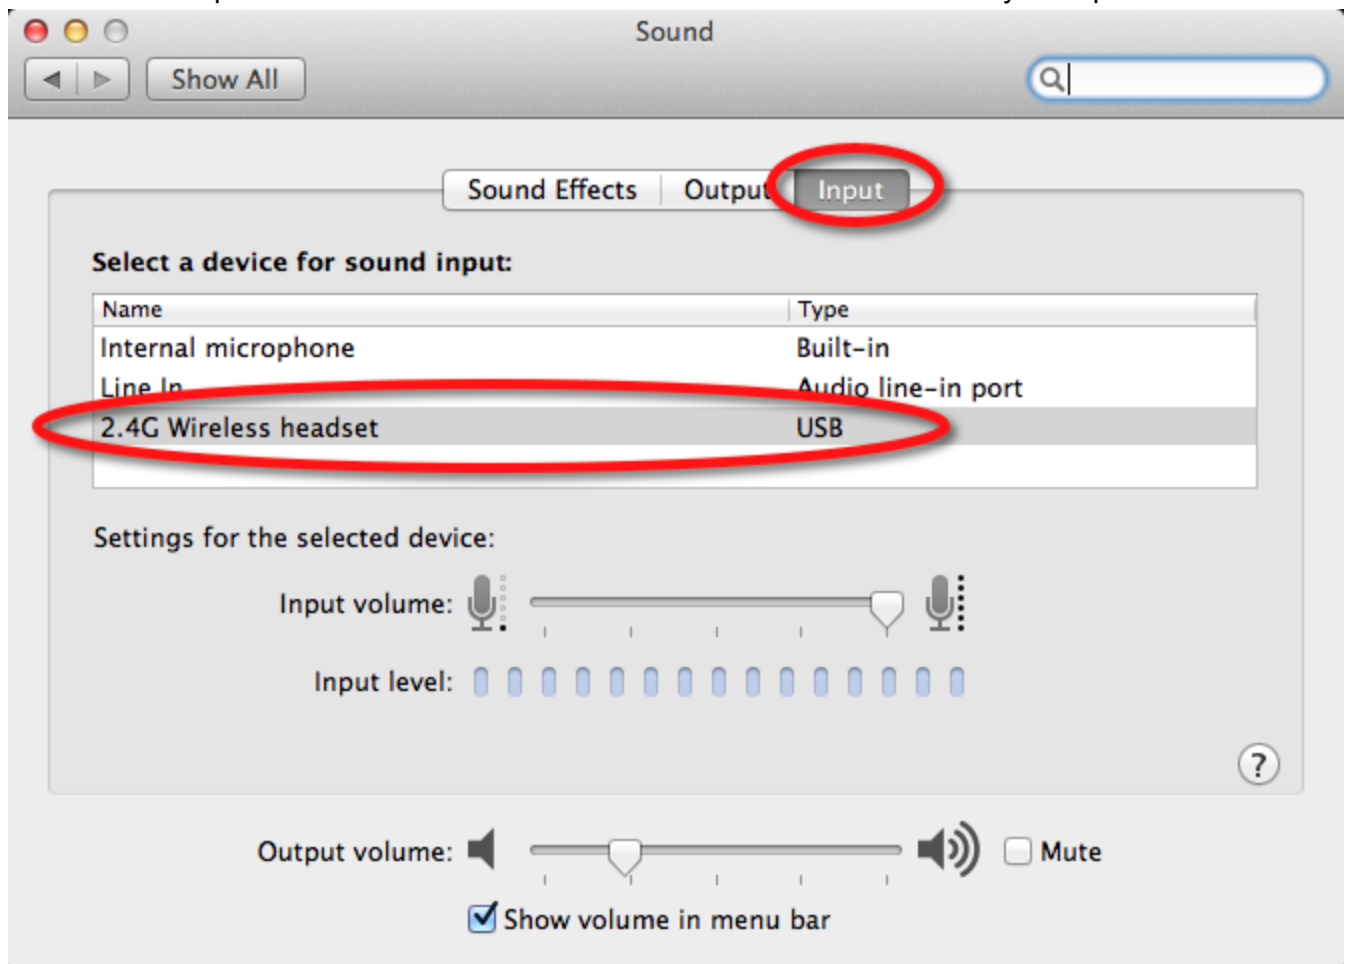 Sound
Show All
Sound Effects Output Input
Select a device for sound input:
Name Type
Internal microphone Built-in
Line In Audio line-in port
2.4G Wireless headset USB
Settings for the selected device:
Input volume:
Input level:
?
Output volume: Mute
Show volume in menu bar